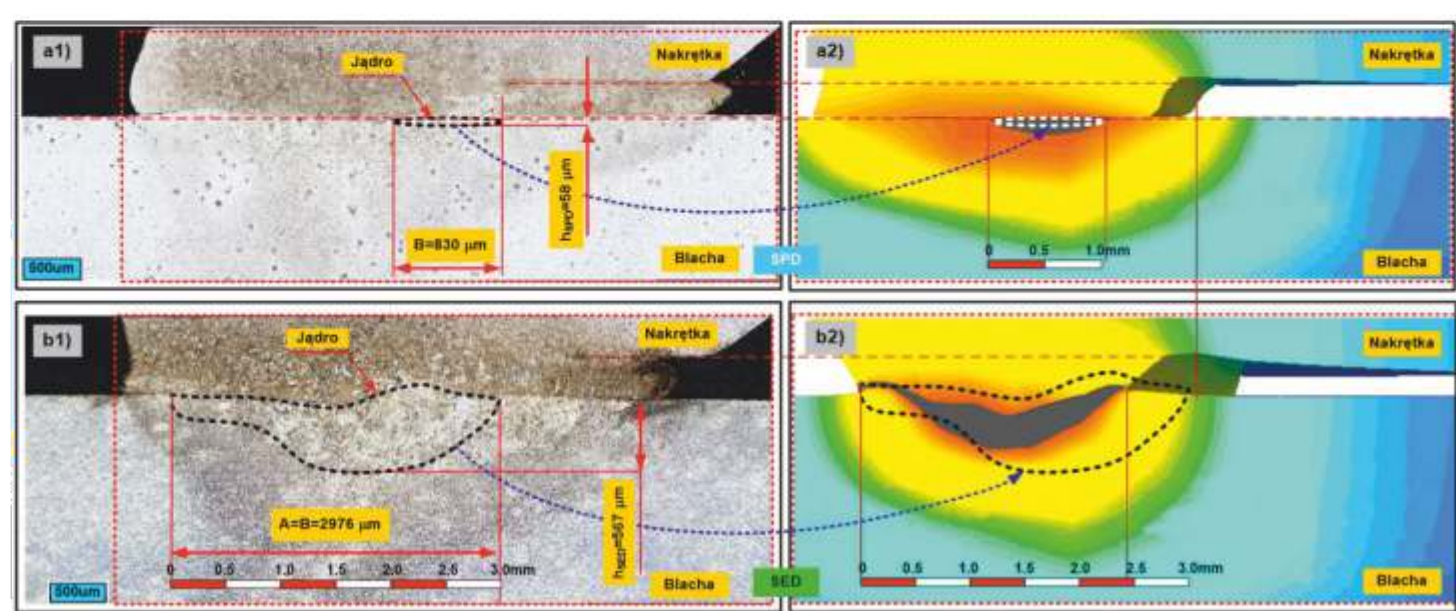 a1)
Jądro
Nakrętka
hSPD=58 µm
B=830 µm
Blacha
500um
SPD
a2)
Nakrętka
0 0.5 1.0mm
Blacha
b1)
Jądro
Nakrętka
hSED=567 µm
A=B=2976 µm
0 0.5 1.0 1.5 2.0 2.5 3.0mm
Blacha
500um
SED
b2)
Nakrętka
0 0.5 1.0 1.5 2.0 2.5 3.0mm
Blacha